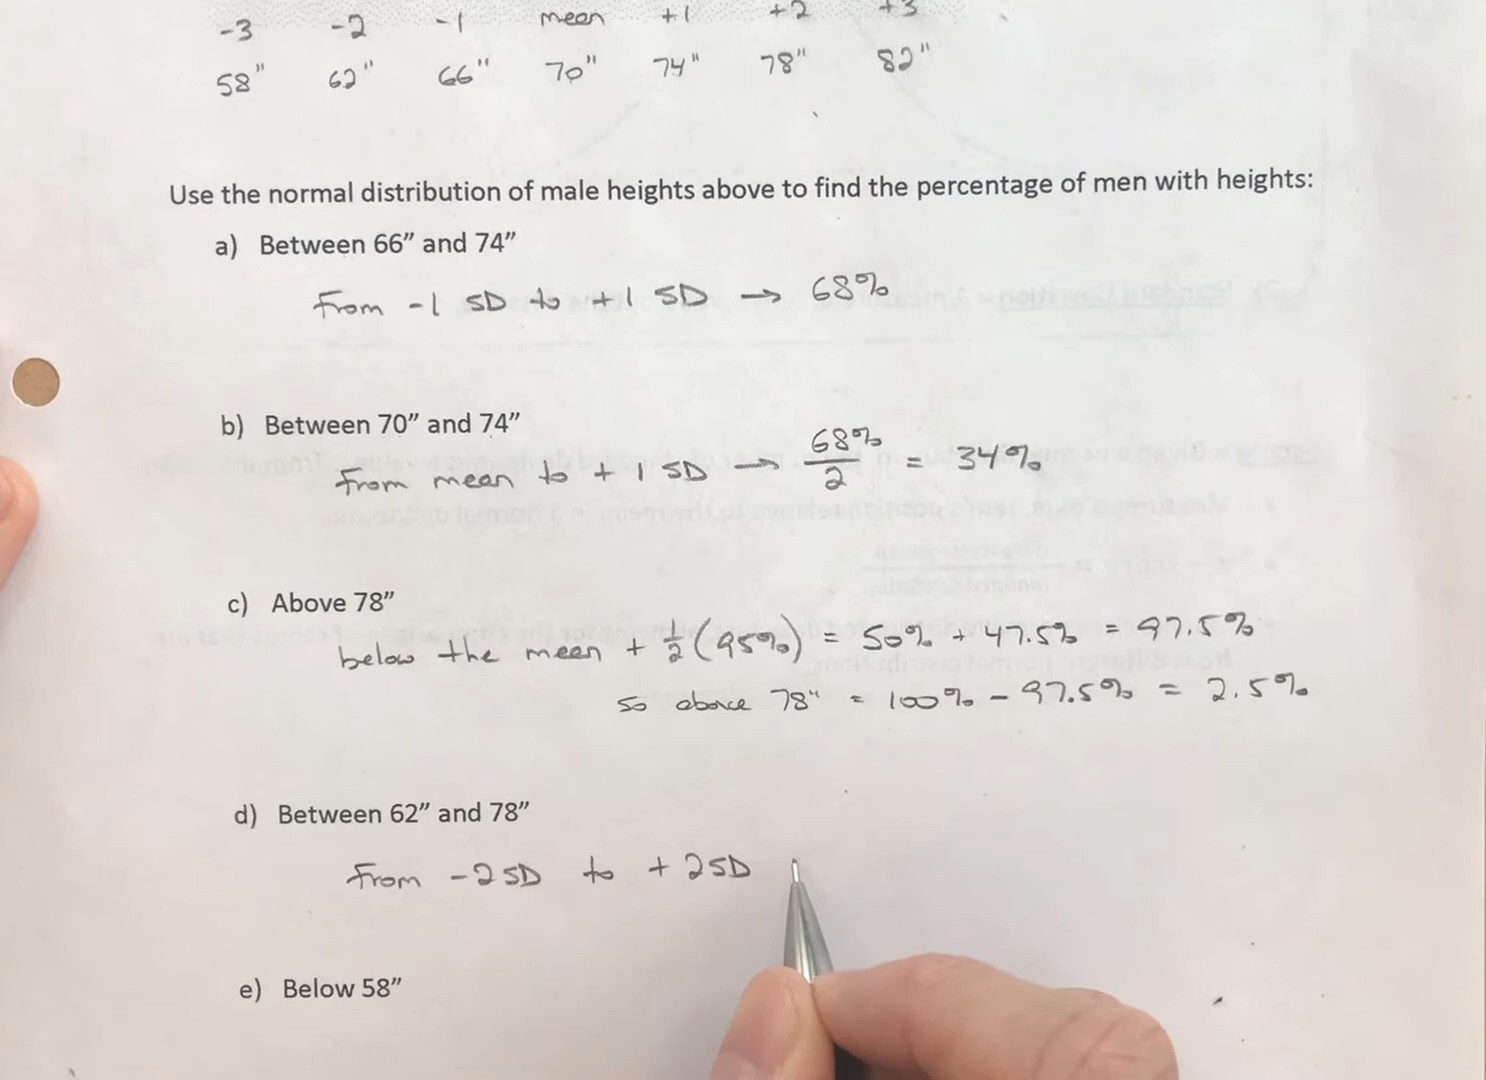 -3 -2 -1 mean +1 +2 +3
58" 62" 66" 70" 74" 78" 82"
Use the normal distribution of male heights above to find the percentage of men with heights:
a) Between 66” and 74”
From -1 SD to +1 SD → 68%
b) Between 70” and 74”
From mean to +1 SD → 68%/2 = 34%
c) Above 78”
below the mean + 1/2 (95%) = 50% + 47.5% = 97.5%
so above 78" = 100% - 97.5% = 2.5%
d) Between 62” and 78”
From -2SD to +2SD
e) Below 58”